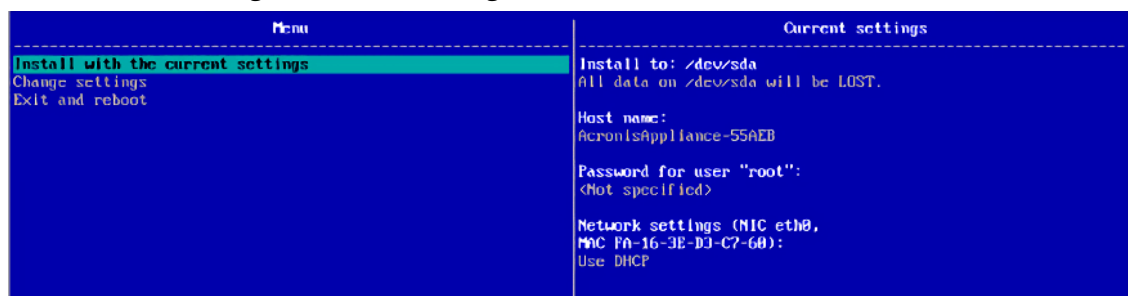 Menu
Install with the current settings
Change settings
Exit and reboot
Current settings
Install to: /dev/sda
All data on /dev/sda will be LOST.
Host name:
AcronisAppliance-55AEB
Password for user "root":
<Not specified>
Network settings (NIC eth0,
MAC FA-16-3E-D3-C7-60):
Use DHCP